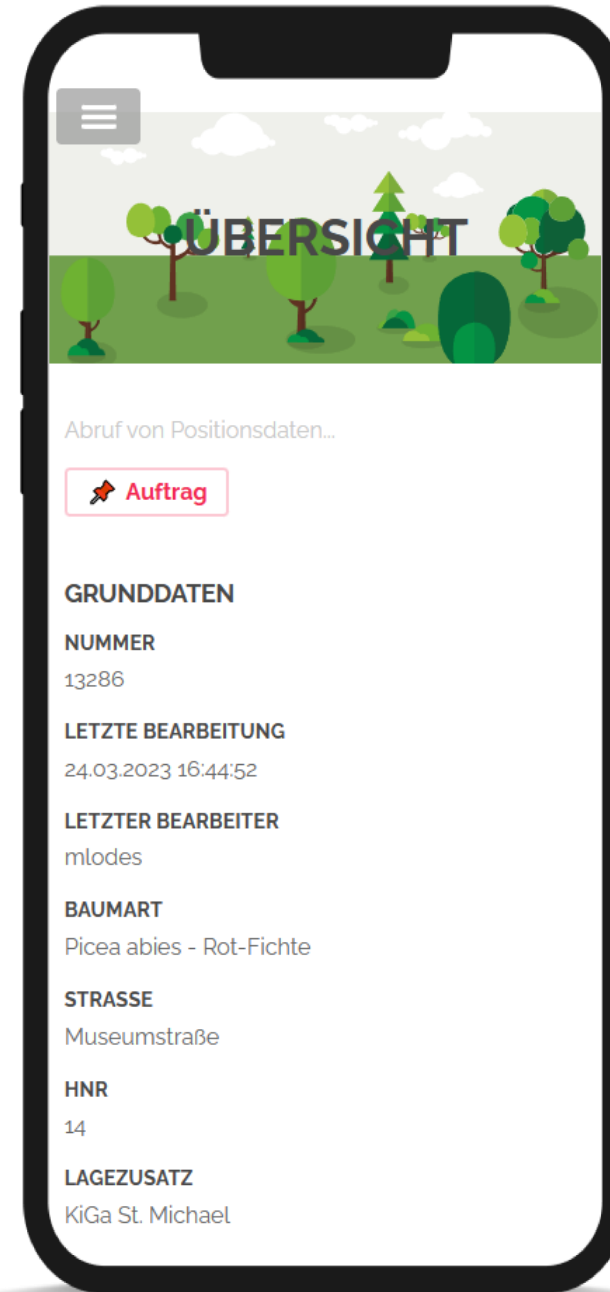 ÜBERSICHT
Abruf von Positionsdaten...
Auftrag
GRUNDDATEN
NUMMER
13286
LETZTE BEARBEITUNG
24.03.2023 16:44:52
LETZTER BEARBEITER
mlodes
BAUMART
Picea abies - Rot-Fichte
STRASSE
Museumstraße
HNR
14
LAGEZUSATZ
KiGa St. Michael